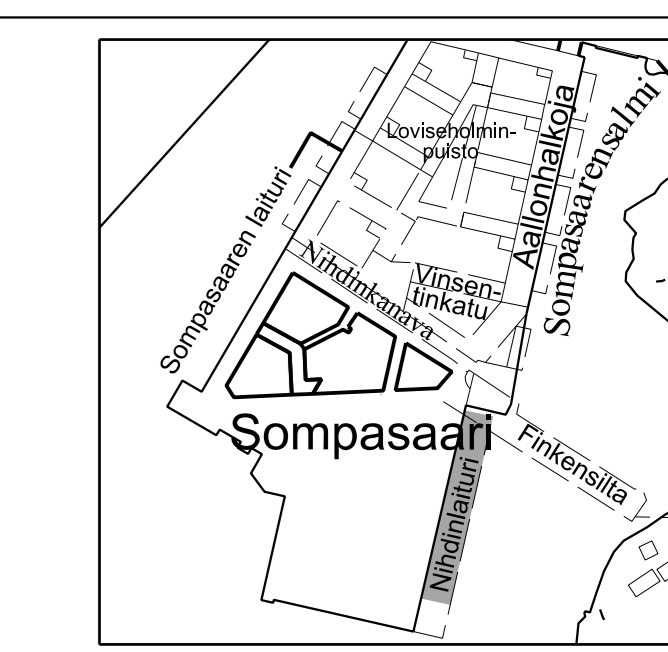 Loviseholmin-
puisto
Aallonhalkoja
Sompasaarensalmi
Sompasaaren laituri
Nihdinkanava
Vinsen-
tinkatu
Sompasaari
Finkensilta
Nihdinlaituri